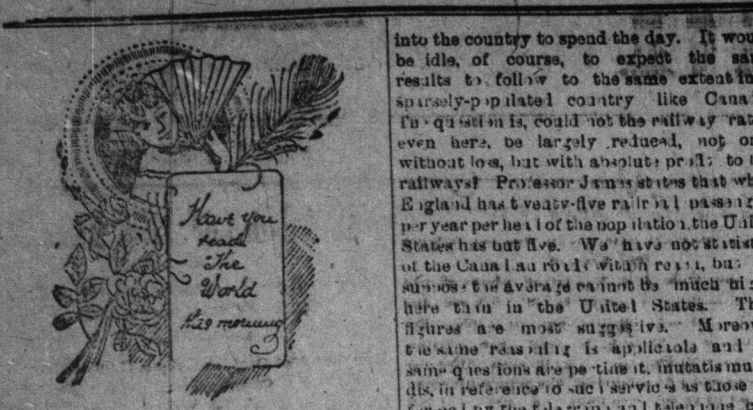 Have you
read
The
World
this morning
into the country to spend the day. It wou
be idle, of course, to expect the sa
results to follow to the same extent in
sparsely-populated country like Cana
question is, could not the railway rat
even here, be largely reduced, not o
without loss, but with absolute profit to
railways? Professor James states that wh
England has twenty-five railroad passen
per year per head of the population, the Uni
States has but five. We have not statist
of the Canadian roads within reach, but
suppose the average cannot be much hi
here than in the United States. Th
figures are most suggestive. Moreo
the same reasoning is applicable and
same questions are pertinent, mutatis mu
dis, in reference to such services as those